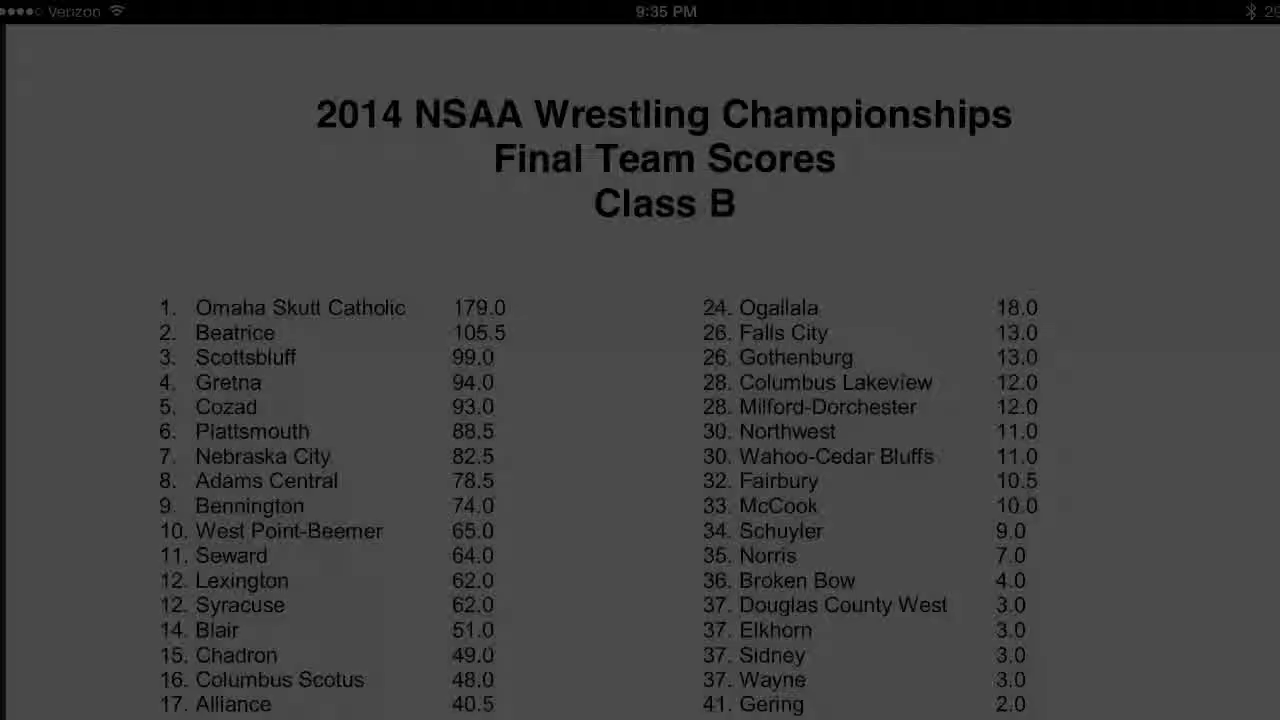 Verizon 9:35 PM
2014 NSAA Wrestling Championships
Final Team Scores
Class B
1. Omaha Skutt Catholic 179.0
2. Beatrice 105.5
3. Scottsbluff 99.0
4. Gretna 94.0
5. Cozad 93.0
6. Plattsmouth 88.5
7. Nebraska City 82.5
8. Adams Central 78.5
9. Bennington 74.0
10. West Point-Beemer 65.0
11. Seward 64.0
12. Lexington 62.0
12. Syracuse 62.0
14. Blair 51.0
15. Chadron 49.0
16. Columbus Scotus 48.0
17. Alliance 40.5
24. Ogallala 18.0
26. Falls City 13.0
26. Gothenburg 13.0
28. Columbus Lakeview 12.0
28. Milford-Dorchester 12.0
30. Northwest 11.0
30. Wahoo-Cedar Bluffs 11.0
32. Fairbury 10.5
33. McCook 10.0
34. Schuyler 9.0
35. Norris 7.0
36. Broken Bow 4.0
37. Douglas County West 3.0
37. Elkhorn 3.0
37. Sidney 3.0
37. Wayne 3.0
41. Gering 2.0